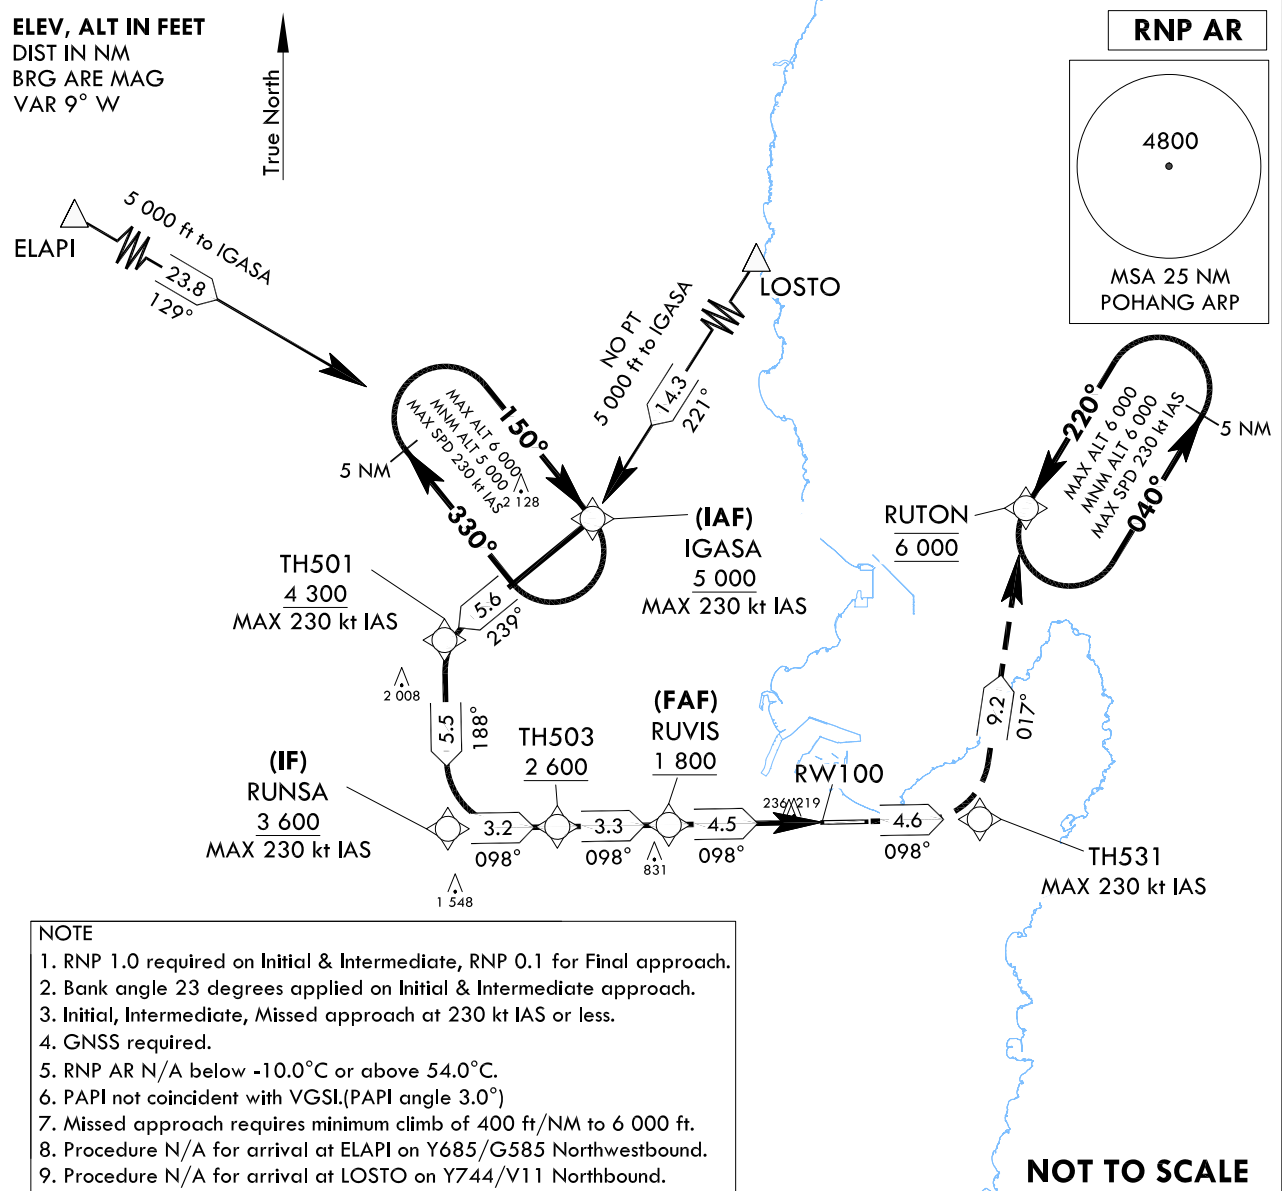 ELEV, ALT IN FEET
DIST IN NM
BRG ARE MAG
VAR 9° W
True North
RNP AR
4800
MSA 25 NM
POHANG ARP
ELAPI
5 000 ft to IGASA
23.8
129°
LOSTO
NO PT
5 000 ft to IGASA
14.3
221°
MAX ALT 6 000
MNM ALT 5 000
MAX SPD 230 kt IAS
150°
330°
5 NM
2 128
(IAF)
IGASA
5 000
MAX 230 kt IAS
RUTON
6 000
220°
MAX ALT 6 000
MNM ALT 6 000
MAX SPD 230 kt IAS
040°
5 NM
TH501
4 300
MAX 230 kt IAS
5.6
239°
2 008
5.5
188°
(IF)
RUNSA
3 600
MAX 230 kt IAS
TH503
2 600
(FAF)
RUVIS
1 800
RW100
236
219
9.2
017°
3.2
098°
3.3
098°
4.5
098°
4.6
098°
831
1 548
TH531
MAX 230 kt IAS
NOTE
1. RNP 1.0 required on Initial & Intermediate, RNP 0.1 for Final approach.
2. Bank angle 23 degrees applied on Initial & Intermediate approach.
3. Initial, Intermediate, Missed approach at 230 kt IAS or less.
4. GNSS required.
5. RNP AR N/A below -10.0°C or above 54.0°C.
6. PAPI not coincident with VGSI.(PAPI angle 3.0°)
7. Missed approach requires minimum climb of 400 ft/NM to 6 000 ft.
8. Procedure N/A for arrival at ELAPI on Y685/G585 Northwestbound.
9. Procedure N/A for arrival at LOSTO on Y744/V11 Northbound.
NOT TO SCALE